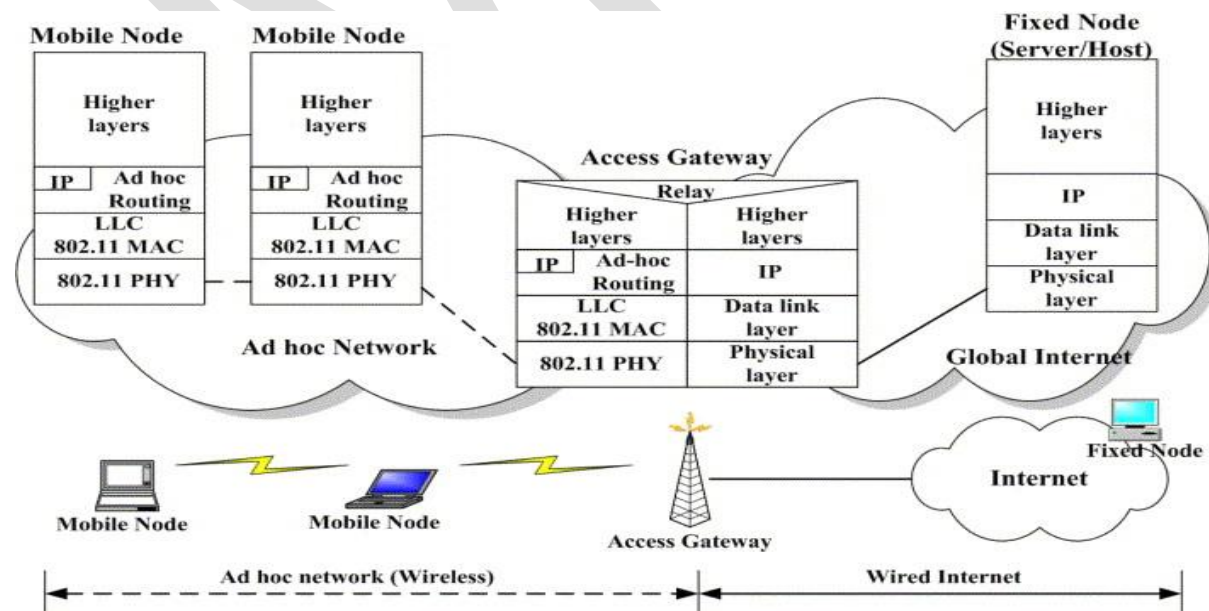 Mobile Node
Higher
layers
IP
Ad hoc
Routing
LLC
802.11 MAC
802.11 PHY
Mobile Node
Higher
layers
IP
Ad hoc
Routing
LLC
802.11 MAC
802.11 PHY
Access Gateway
Relay
Higher
layers
IP
Ad-hoc
Routing
LLC
802.11 MAC
802.11 PHY
Higher
layers
IP
Data link
layer
Physical
layer
Fixed Node
(Server/Host)
Higher
layers
IP
Data link
layer
Physical
layer
Ad hoc Network
Global Internet
Mobile Node
Mobile Node
Access Gateway
Internet
Fixed Node
Ad hoc network (Wireless)
Wired Internet